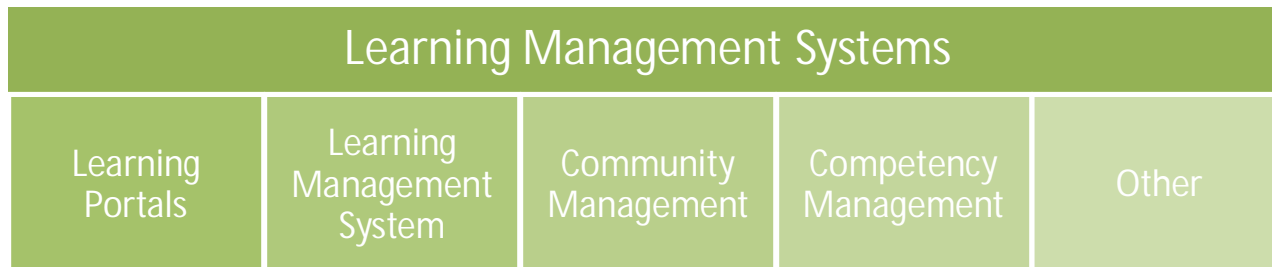 Learning Management Systems
Learning
Portals
Learning
Management
System
Community
Management
Competency
Management
Other